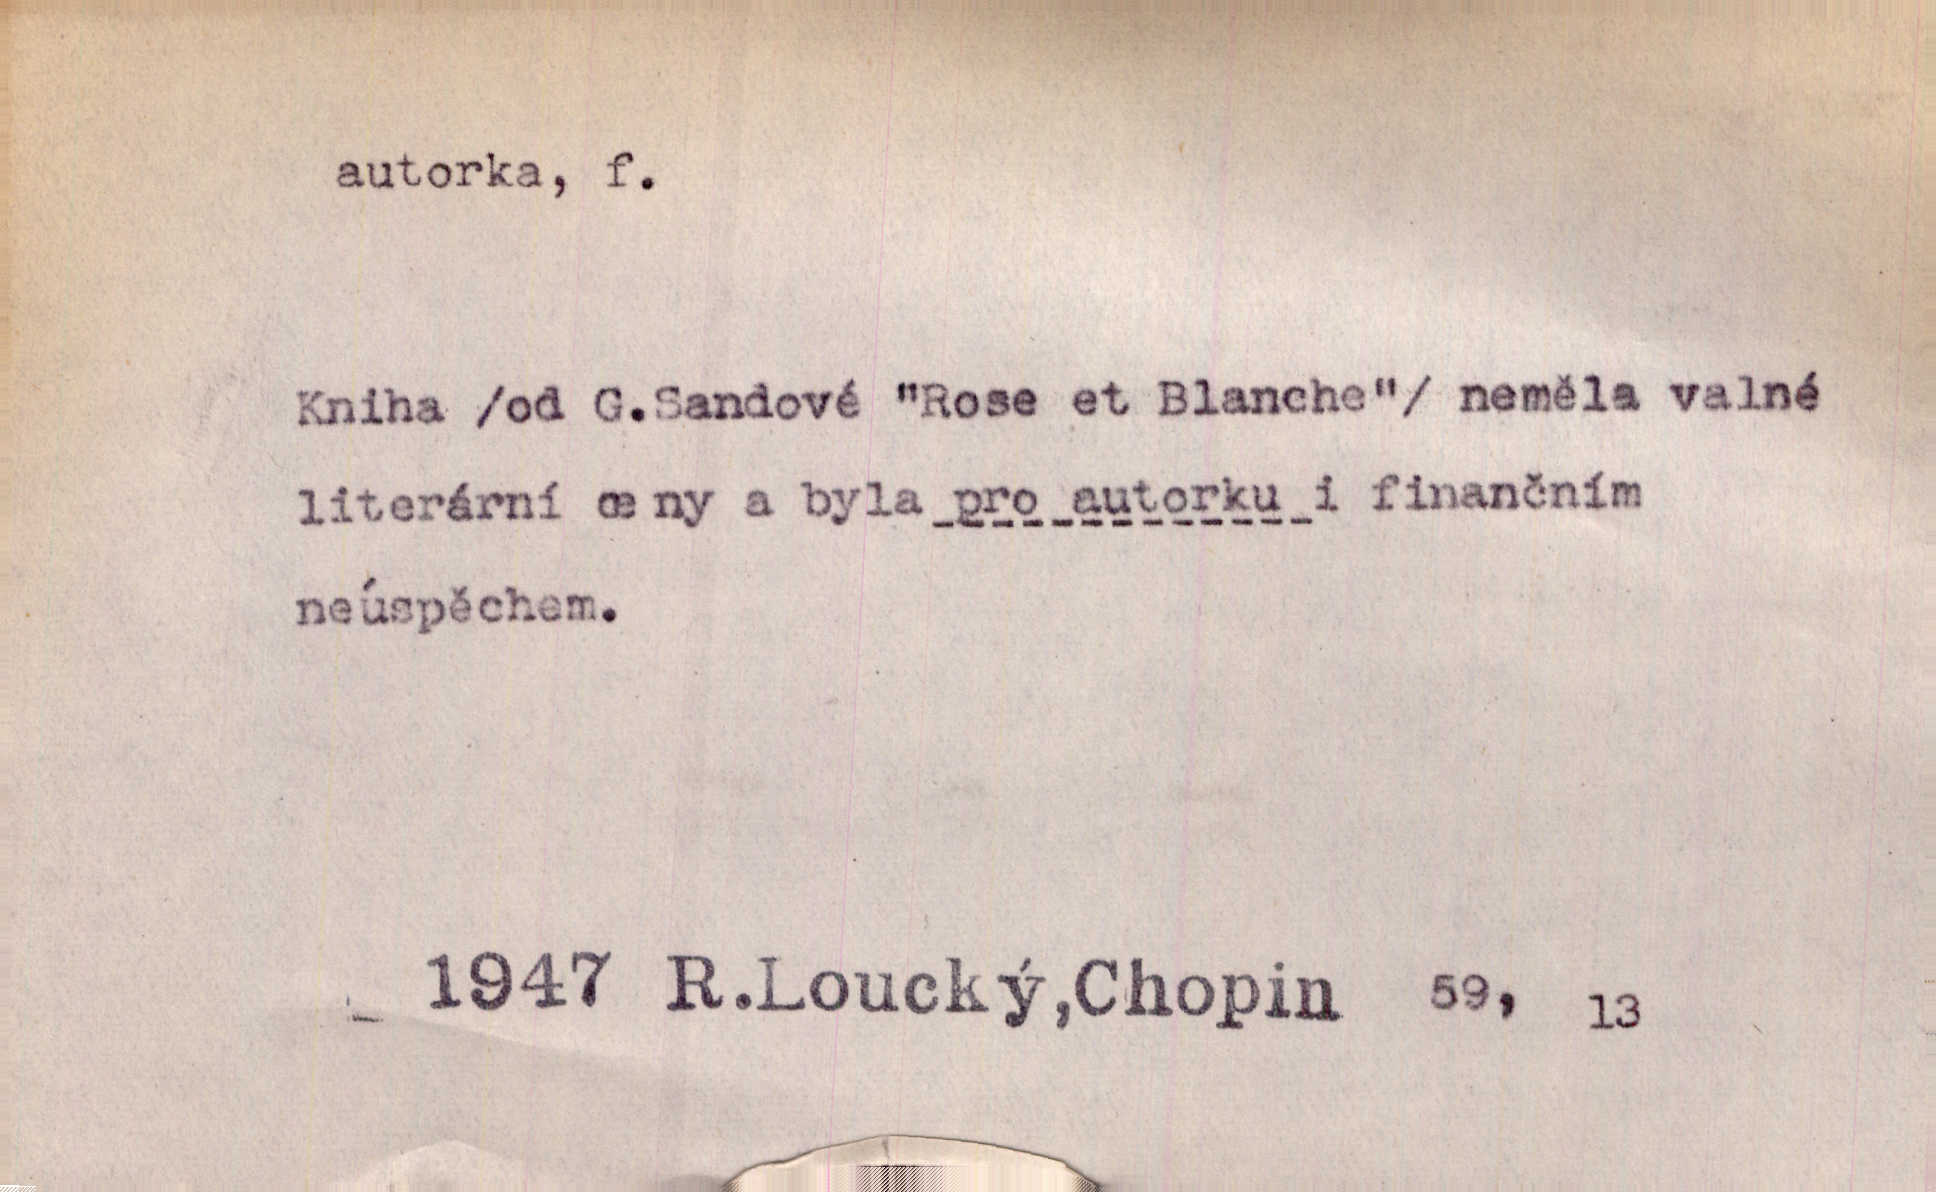 autorka, f.
Kniha /od G.Sandové "Rose et Blanche"/ neměla valné
literární ceny a byla pro autorku i finančním
neúspěchem.
1947 R.Loucký,Chopin 59, 13